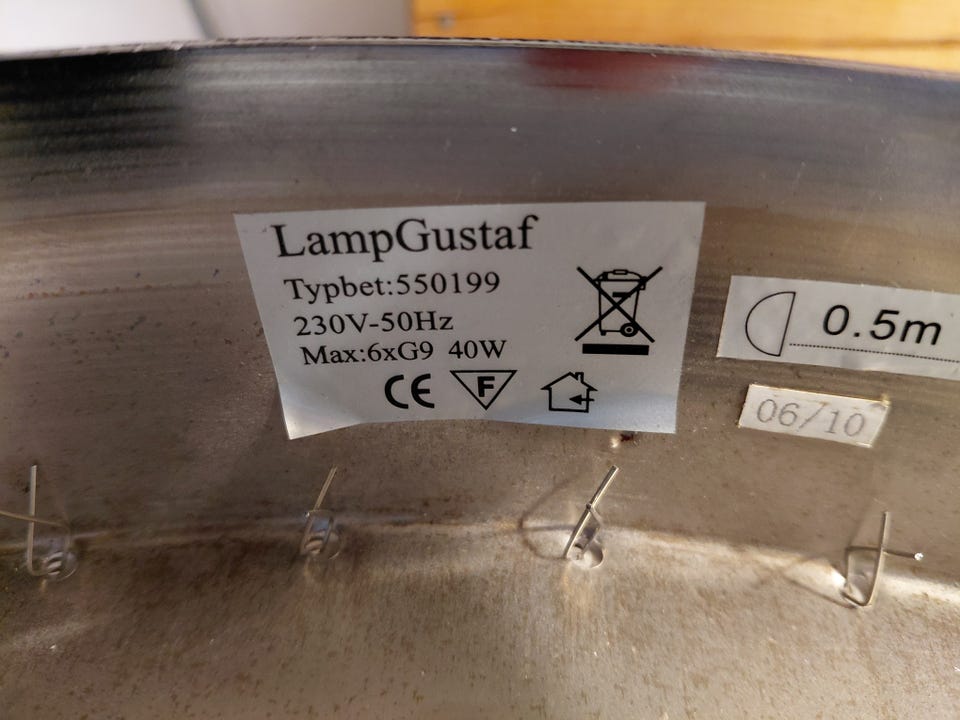 LampGustaf
Typbet:550199
230V-50Hz
Max:6xG9 40W
CE F
0.5m
06/10